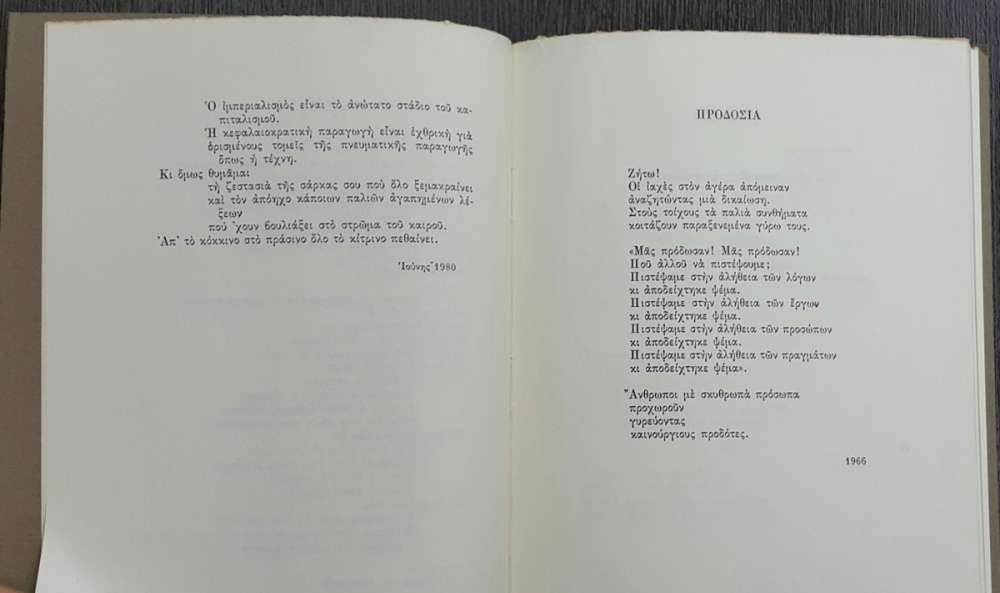 Ὁ ἰμπεριαλισμὸς εἶναι τὸ ἀνώτατο στάδιο τοῦ κα-
πιταλισμοῦ.
Ἡ κεφαλαιοκρατικὴ παραγωγὴ εἶναι ἐχθρικὴ γιὰ
ὁρισμένους τομεῖς τῆς πνευματικῆς παραγωγῆς
ὅπως ἡ τέχνη.
Κι ὅμως θυμᾶμαι
τὴ ζεστασιὰ τῆς σάρκας σου ποὺ ὅλο ξεμακραίνει
καὶ τὸν ἀπόηχο κάποιων παλιῶν ἀγαπημένων λέ-
ξεων
ποὺ ᾽χουν βουλιάξει στὸ στρῶμα τοῦ καιροῦ.
Ἀπ᾽ τὸ κόκκινο στὸ πράσινο ὅλο τὸ κίτρινο πεθαίνει.
Ἰούνης 1980
ΠΡΟΔΟΣΙΑ
Ζήτω!
Οἱ ἰαχὲς στὸν ἀγέρα ἀπόμειναν
ἀναζητώντας μιὰ δικαίωση.
Στοὺς τοίχους τὰ παλιὰ συνθήματα
κοιτάζουν παραξενεμένα γύρω τους.
«Μᾶς πρόδωσαν! Μᾶς πρόδωσαν!
Ποῦ ἀλλοῦ νὰ πιστέψουμε;
Πιστέψαμε στὴν ἀλήθεια τῶν λόγων
κι ἀποδείχτηκε ψέμα.
Πιστέψαμε στὴν ἀλήθεια τῶν ἔργων
κι ἀποδείχτηκε ψέμα.
Πιστέψαμε στὴν ἀλήθεια τῶν προσώπων
κι ἀποδείχτηκε ψέμα.
Πιστέψαμε στὴν ἀλήθεια τῶν πραγμάτων
κι ἀποδείχτηκε ψέμα».
Ἄνθρωποι μὲ σκυθρωπὰ πρόσωπα
προχωροῦν
γυρεύοντας
καινούργιους προδότες.
1966